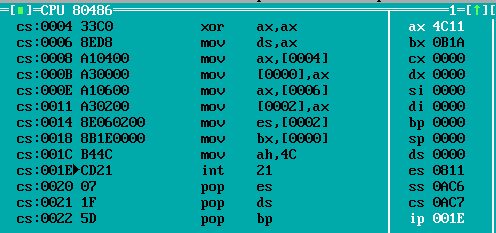 [■]=CPU 80486 1=[↑][
cs:0004 33C0 xor ax,ax ax 4C11
cs:0006 8ED8 mov ds,ax bx 0B1A
cs:0008 A10400 mov ax,[0004] cx 0000
cs:000B A30000 mov [0000],ax dx 0000
cs:000E A10600 mov ax,[0006] si 0000
cs:0011 A30200 mov [0002],ax di 0000
cs:0014 8E060200 mov es,[0002] bp 0000
cs:0018 8B1E0000 mov bx,[0000] sp 0000
cs:001C B44C mov ah,4C ds 0000
cs:001E►CD21 int 21 es 0811
cs:0020 07 pop es ss 0AC6
cs:0021 1F pop ds cs 0AC7
cs:0022 5D pop bp ip 001E